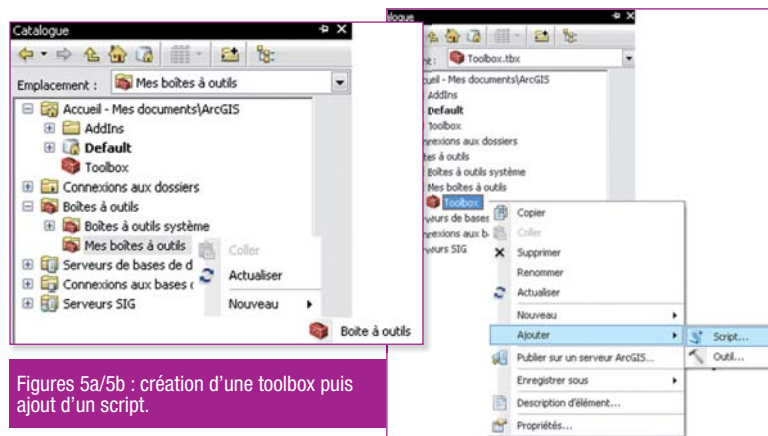 Catalogue
Emplacement : Mes boîtes à outils
Accueil - Mes documents\ArcGIS
AddIns
Default
Toolbox
Connexions aux dossiers
Boîtes à outils
Boîtes à outils système
Mes boîtes à outils
Serveurs de bases de d
Connexions aux bases
Serveurs SIG
Coller
Actualiser
Nouveau
Boite à outils
Figures 5a/5b : création d'une toolbox puis
ajout d'un script.
logue
Toolbox.tbx
cueil - Mes documents\ArcGIS
AddIns
Default
Toolbox
nnexions aux dossiers
îtes à outils
Boîtes à outils système
Mes boîtes à outils
Toolbox
rveurs de bases
nnexions aux b
rveurs SIG
Copier
Coller
Supprimer
Renommer
Actualiser
Nouveau
Ajouter
Script...
Outil...
Publier sur un serveur ArcGIS...
Enregistrer sous
Description d'élément...
Propriétés...